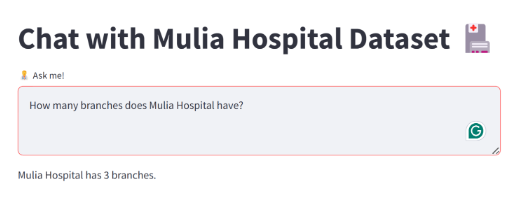 Chat with Mulia Hospital Dataset
Ask me!
How many branches does Mulia Hospital have?
Mulia Hospital has 3 branches.